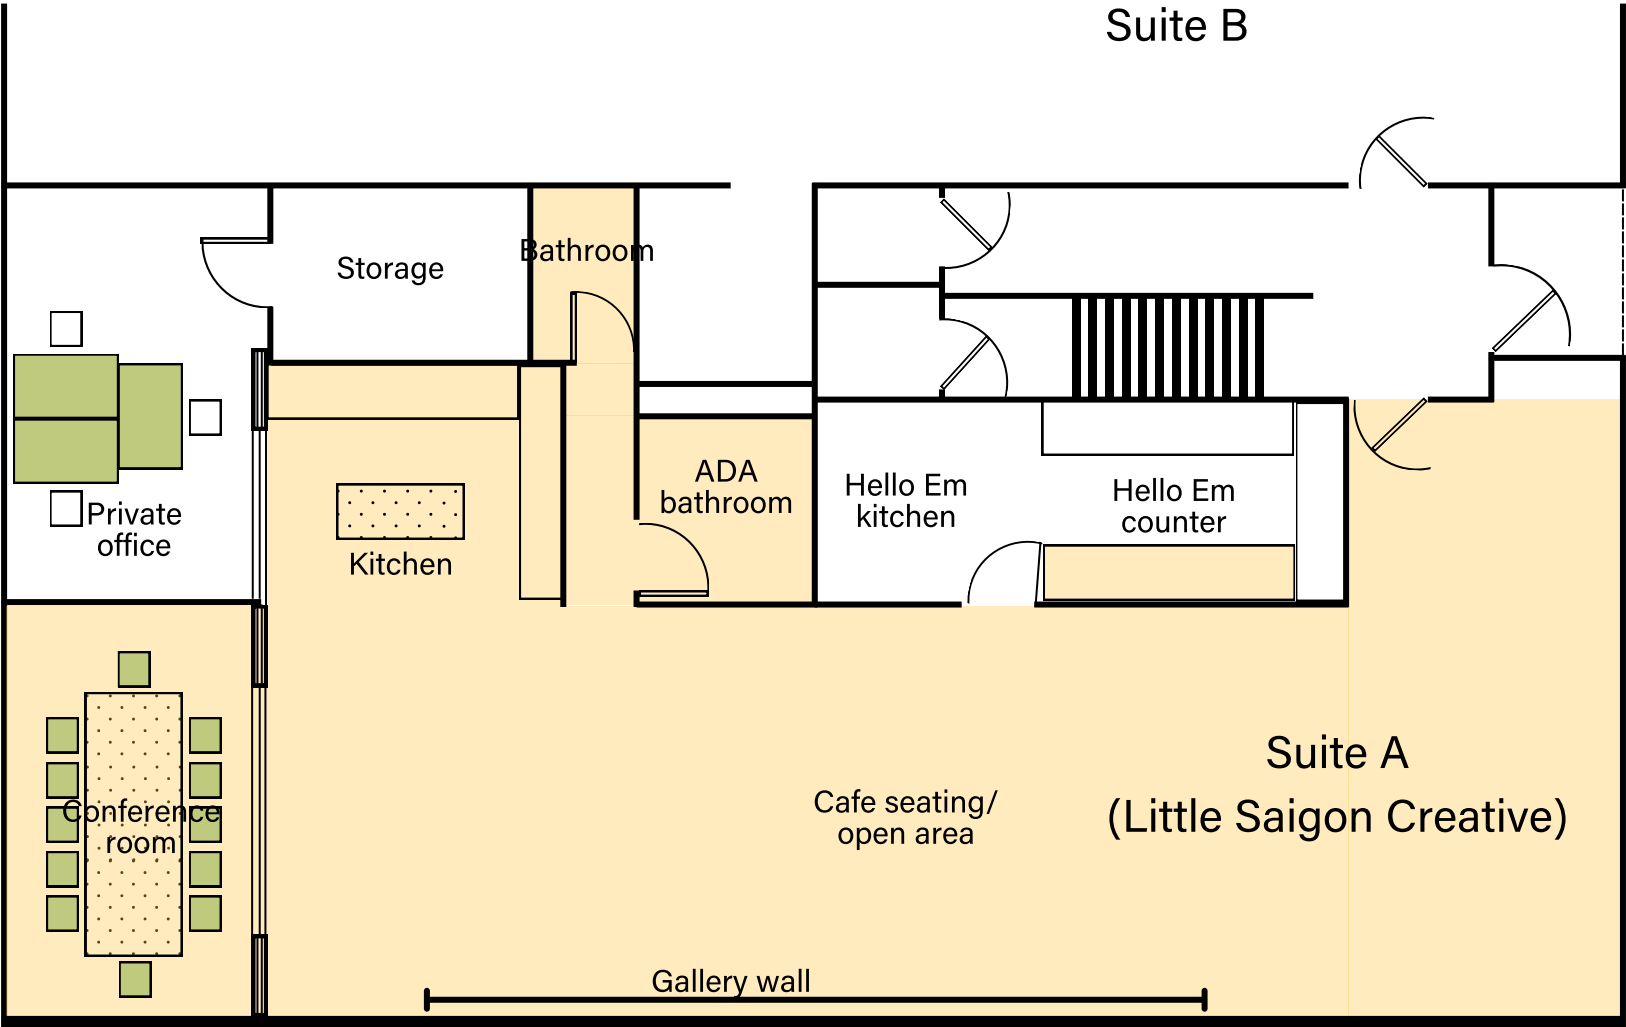 Suite B
Storage
Bathroom
Private
office
Kitchen
ADA
bathroom
Hello Em
kitchen
Hello Em
counter
Conference
room
Cafe seating/
open area
Suite A
(Little Saigon Creative)
Gallery wall